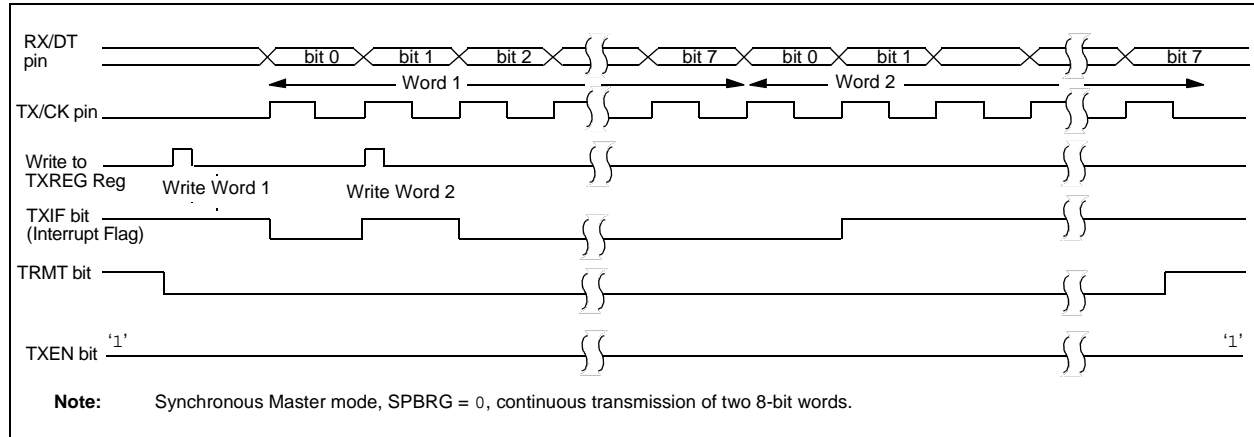 RX/DT
pin
bit 0 bit 1 bit 2 bit 7 bit 0 bit 1 bit 7
Word 1 Word 2
TX/CK pin
Write to
TXREG Reg
Write Word 1 Write Word 2
TXIF bit
(Interrupt Flag)
TRMT bit
TXEN bit ‘1’ ‘1’
Note: Synchronous Master mode, SPBRG = 0, continuous transmission of two 8-bit words.